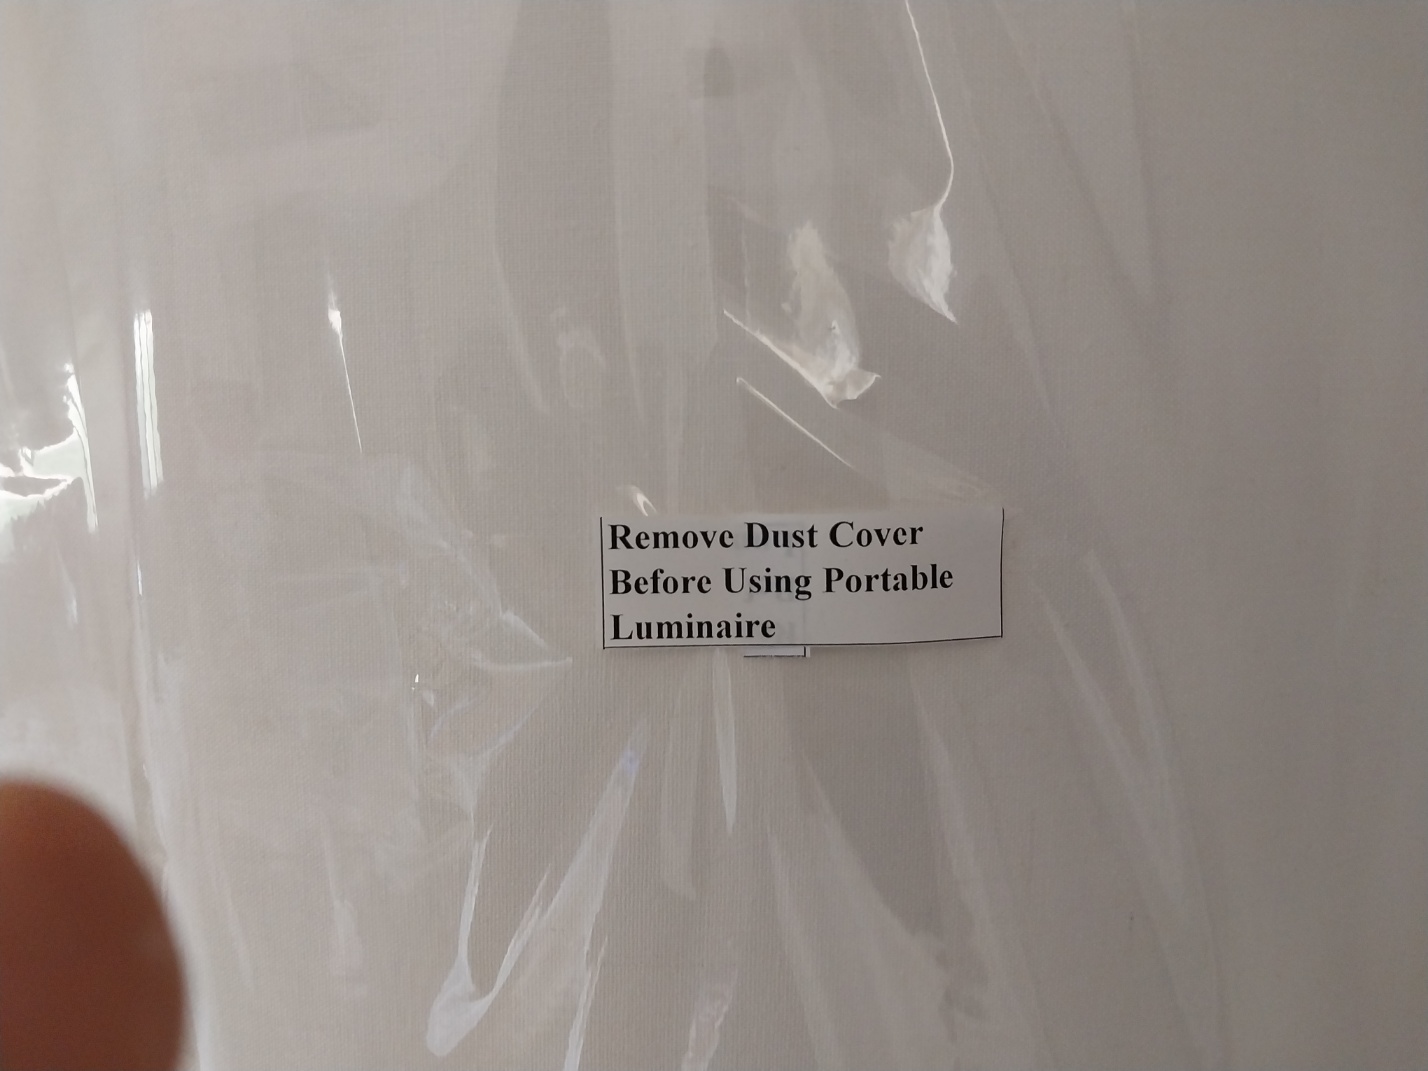 Remove Dust Cover
Before Using Portable
Luminaire